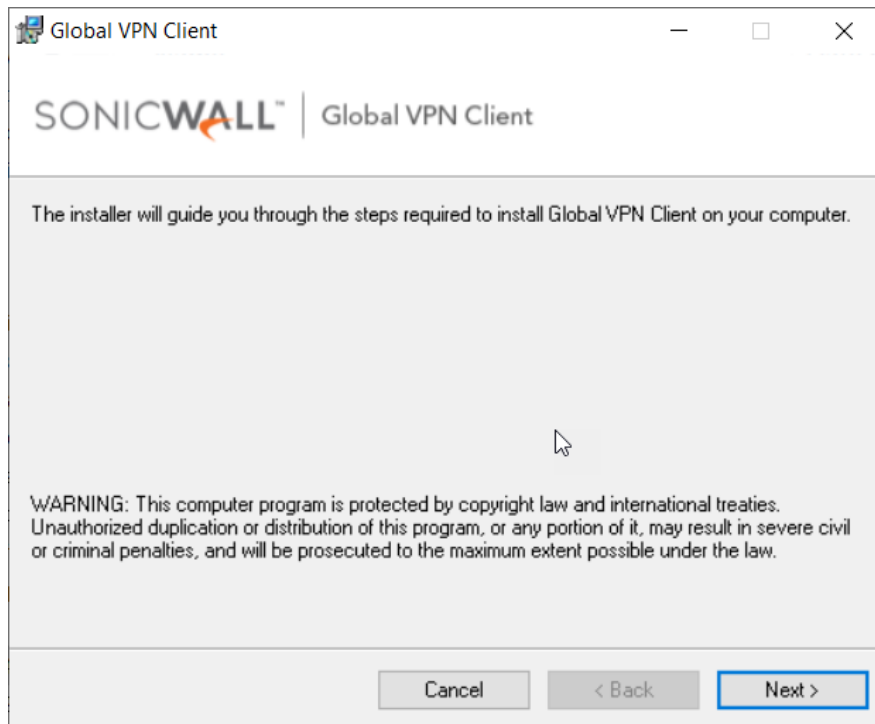 Global VPN Client
SONICWALL™ | Global VPN Client
The installer will guide you through the steps required to install Global VPN Client on your computer.
WARNING: This computer program is protected by copyright law and international treaties.
Unauthorized duplication or distribution of this program, or any portion of it, may result in severe civil
or criminal penalties, and will be prosecuted to the maximum extent possible under the law.
Cancel < Back Next >